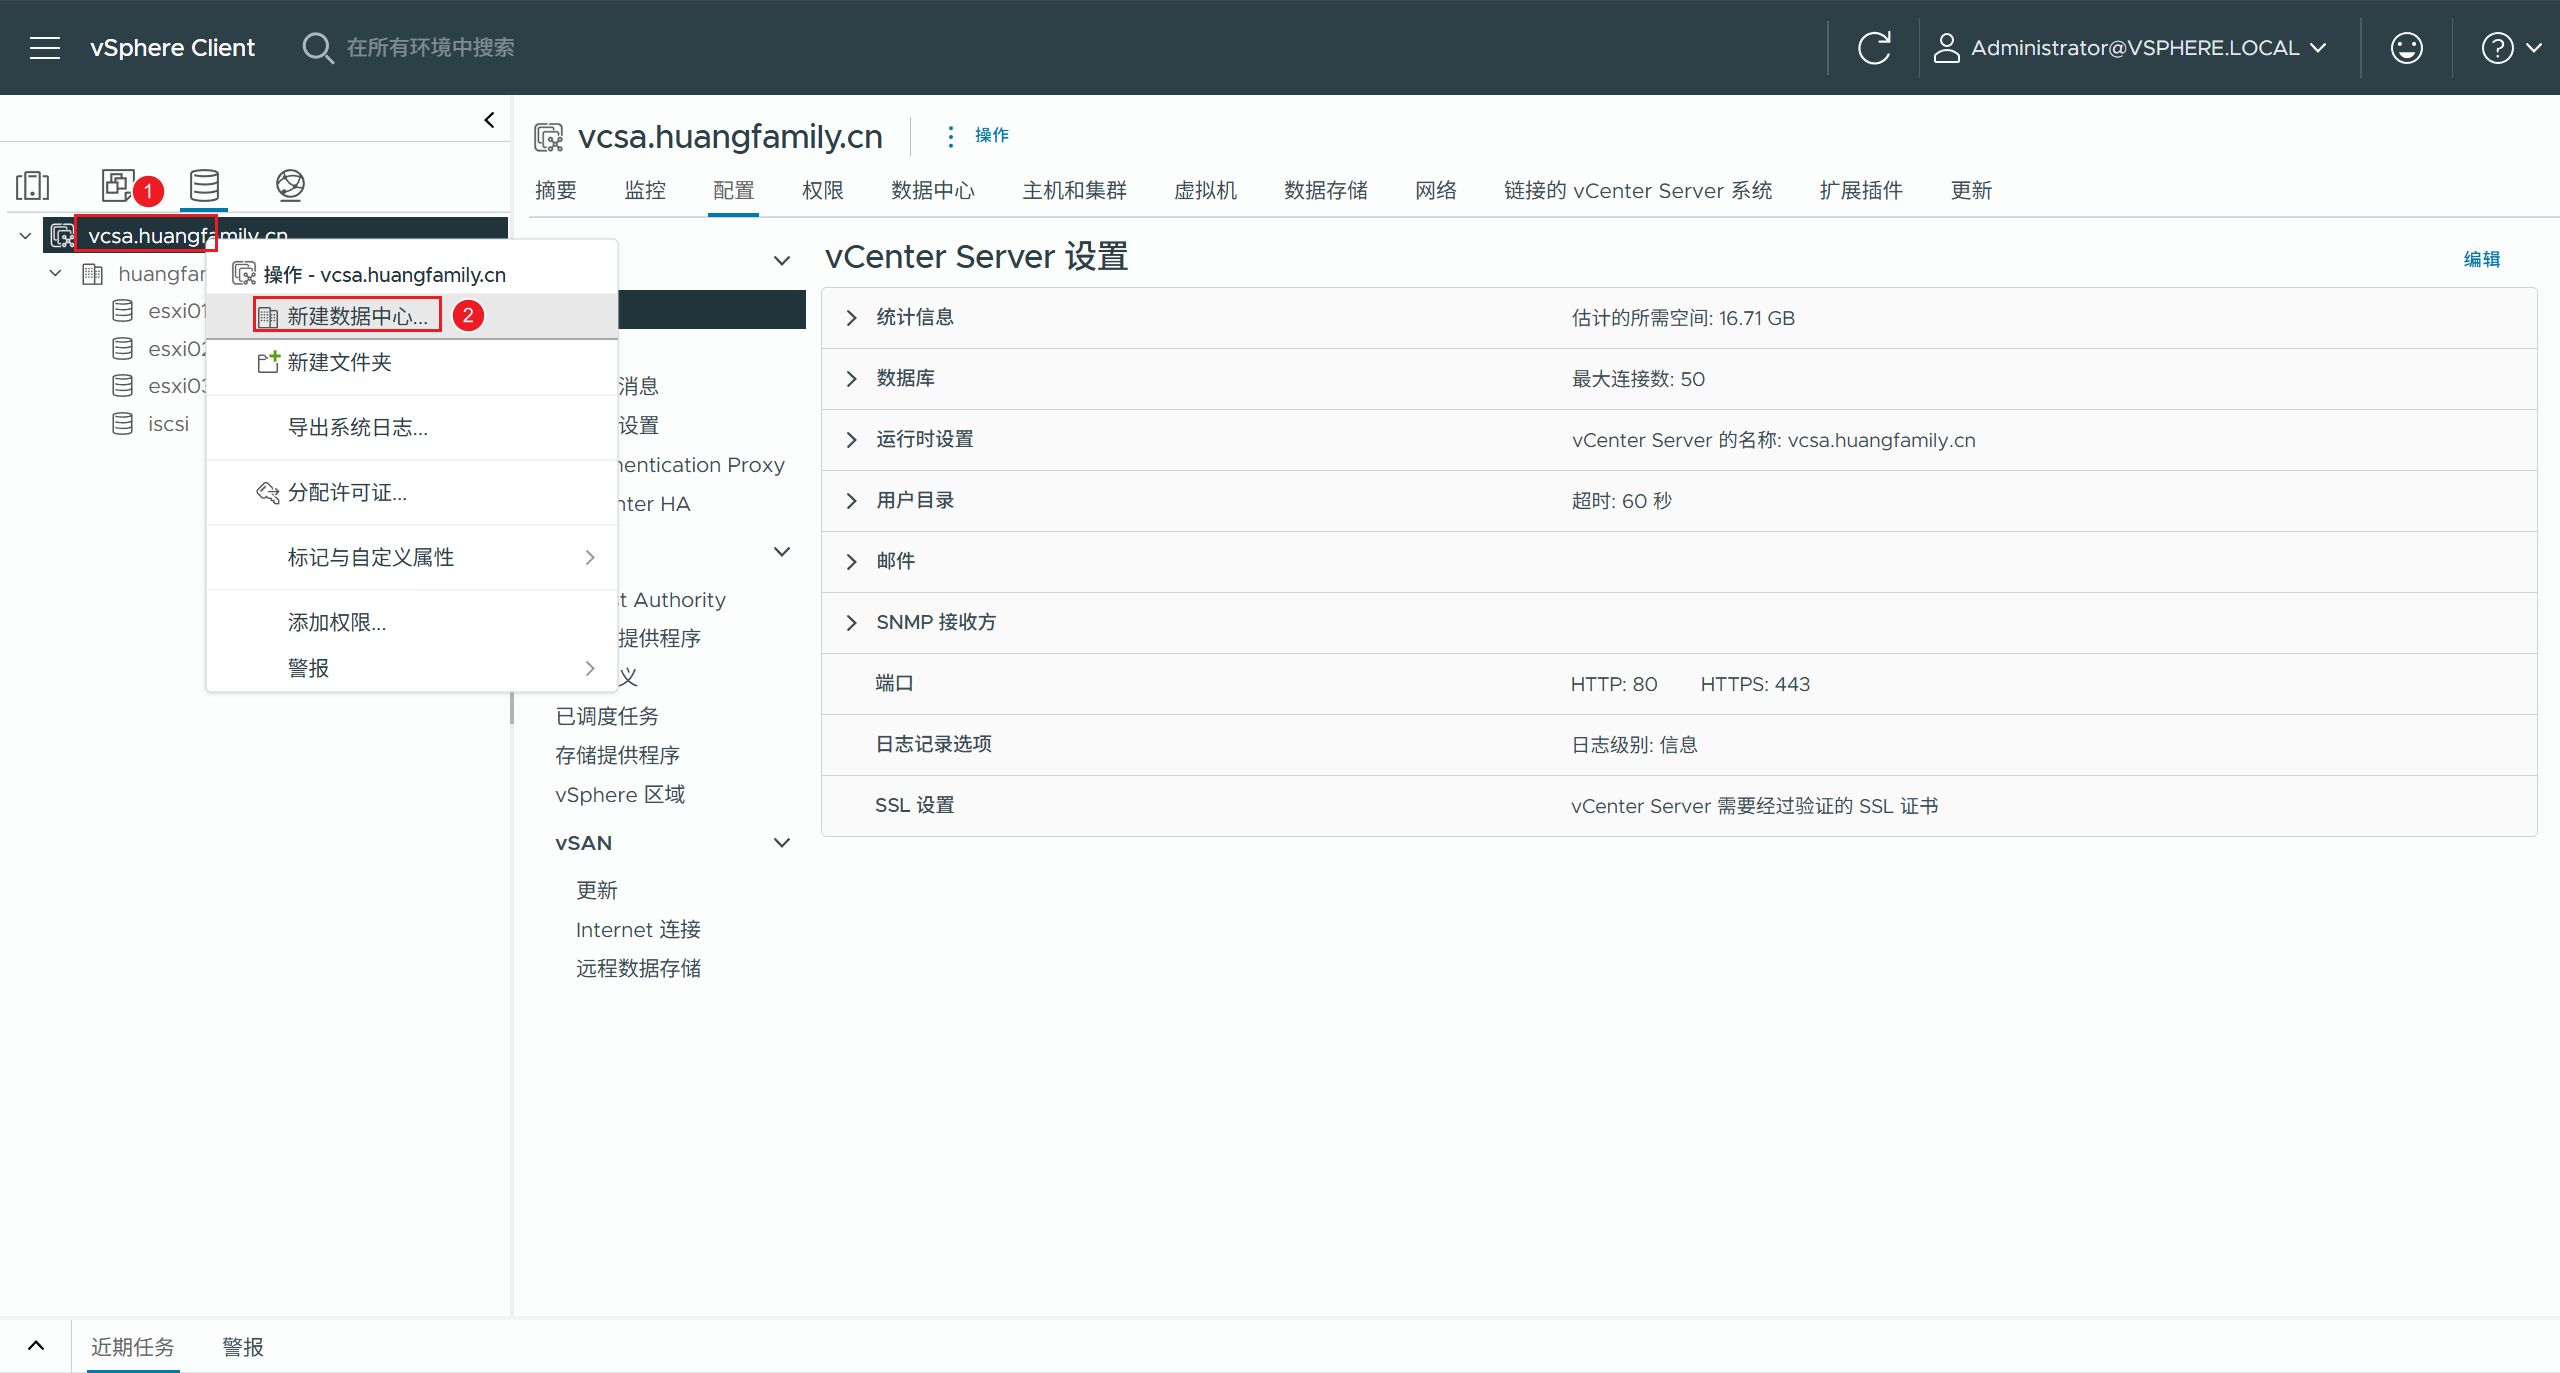 vSphere Client
在所有环境中搜索
Administrator@VSPHERE.LOCAL
vcsa.huangfamily.cn
操作
摘要 监控 配置 权限 数据中心 主机和集群 虚拟机 数据存储 网络 链接的 vCenter Server 系统 扩展插件 更新
1
vcsa.huangfamily.cn
huangfam
esxi01
esxi02
esxi03
iscsi
操作 - vcsa.huangfamily.cn
新建数据中心...
2
新建文件夹
导出系统日志...
分配许可证...
标记与自定义属性
添加权限...
警报
消息
设置
hentication Proxy
nter HA
t Authority
提供程序
义
已调度任务
存储提供程序
vSphere 区域
vSAN
更新
Internet 连接
远程数据存储
vCenter Server 设置
编辑
统计信息 估计的所需空间: 16.71 GB
数据库 最大连接数: 50
运行时设置 vCenter Server 的名称: vcsa.huangfamily.cn
用户目录 超时: 60 秒
邮件
SNMP 接收方
端口 HTTP: 80 HTTPS: 443
日志记录选项 日志级别: 信息
SSL 设置 vCenter Server 需要经过验证的 SSL 证书
近期任务 警报